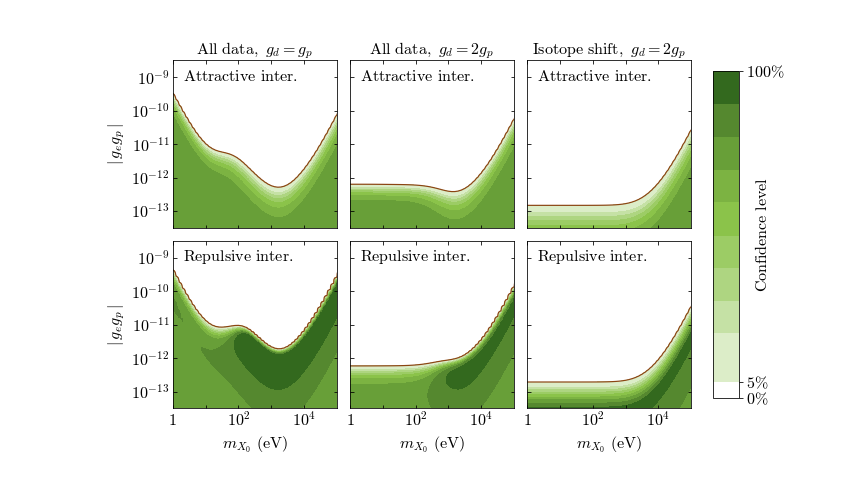 All data, g_d = g_p
All data, g_d = 2g_p
Isotope shift, g_d = 2g_p
Attractive inter.
Attractive inter.
Attractive inter.
10^{-9}
10^{-10}
10^{-11}
10^{-12}
10^{-13}
|g_e g_p|
Repulsive inter.
Repulsive inter.
Repulsive inter.
10^{-9}
10^{-10}
10^{-11}
10^{-12}
10^{-13}
|g_e g_p|
1 10^2 10^4
1 10^2 10^4
1 10^2 10^4
m_{X_0} (eV)
m_{X_0} (eV)
m_{X_0} (eV)
100%
5%
0%
Confidence level